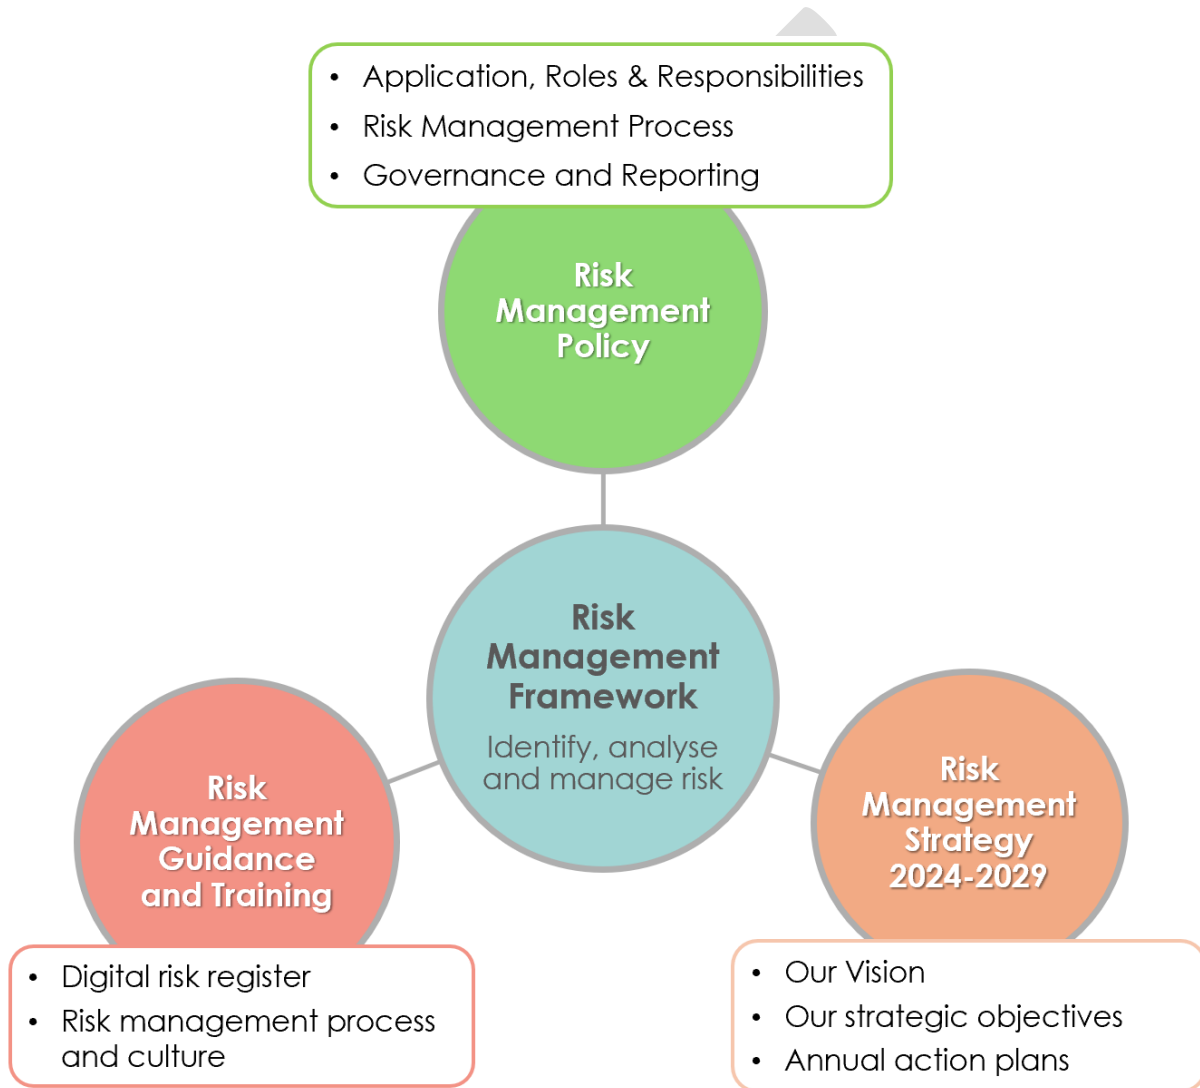 • Application, Roles & Responsibilities
• Risk Management Process
• Governance and Reporting
Risk
Management
Policy
Risk
Management
Framework
Identify, analyse
and manage risk
Risk
Management
Guidance
and Training
• Digital risk register
• Risk management process
and culture
Risk
Management
Strategy
2024-2029
• Our Vision
• Our strategic objectives
• Annual action plans